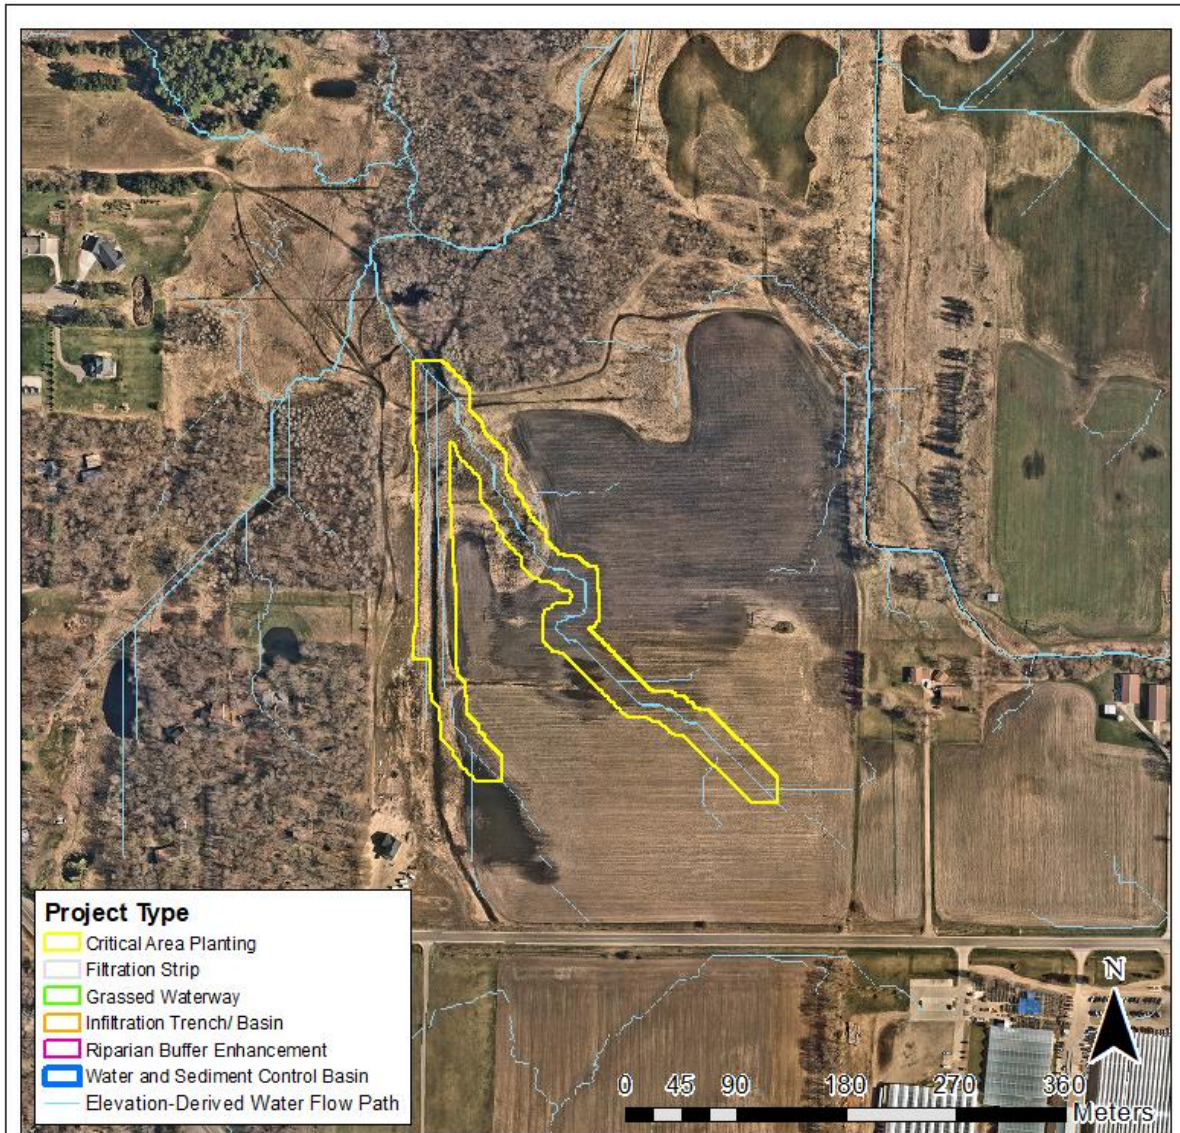 Project Type
Critical Area Planting
Filtration Strip
Grassed Waterway
Infiltration Trench/ Basin
Riparian Buffer Enhancement
Water and Sediment Control Basin
Elevation-Derived Water Flow Path
N
0 45 90 180 270 360
Meters